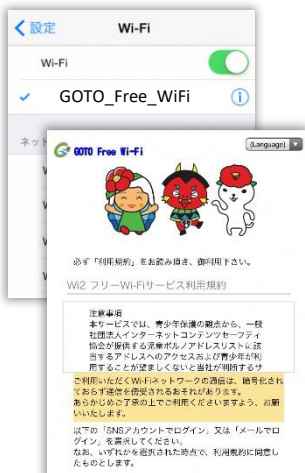 設定
Wi-Fi
Wi-Fi
GOTO_Free_WiFi
ネット
GOTO Free Wi-Fi
(Language)
必ず「利用規約」をお読み頂き、御利用下さい。
Wi2 フリーWi-Fiサービス利用規約
注意事項
本サービスでは、青少年保護の観点から、一般
社団法人インターネットコンテンツセーフティ
協会が提供する児童ポルノアドレスリストに該
当するアドレスへのアクセスおよび青少年が利
用することが望ましくないと当社が判断するサ
ご利用いただくWi-Fiネットワークの通信は、暗号化され
ておらず通信を傍受されるおそれがあります。
あらかじめご了承の上でご利用くださいますよう、お願
いいたします。
以下の「SNSアカウントでログイン」又は「メールでログ
イン」を選択してください。
なお、いずれかを選択された時点で、利用規約に同意し
たものとします。